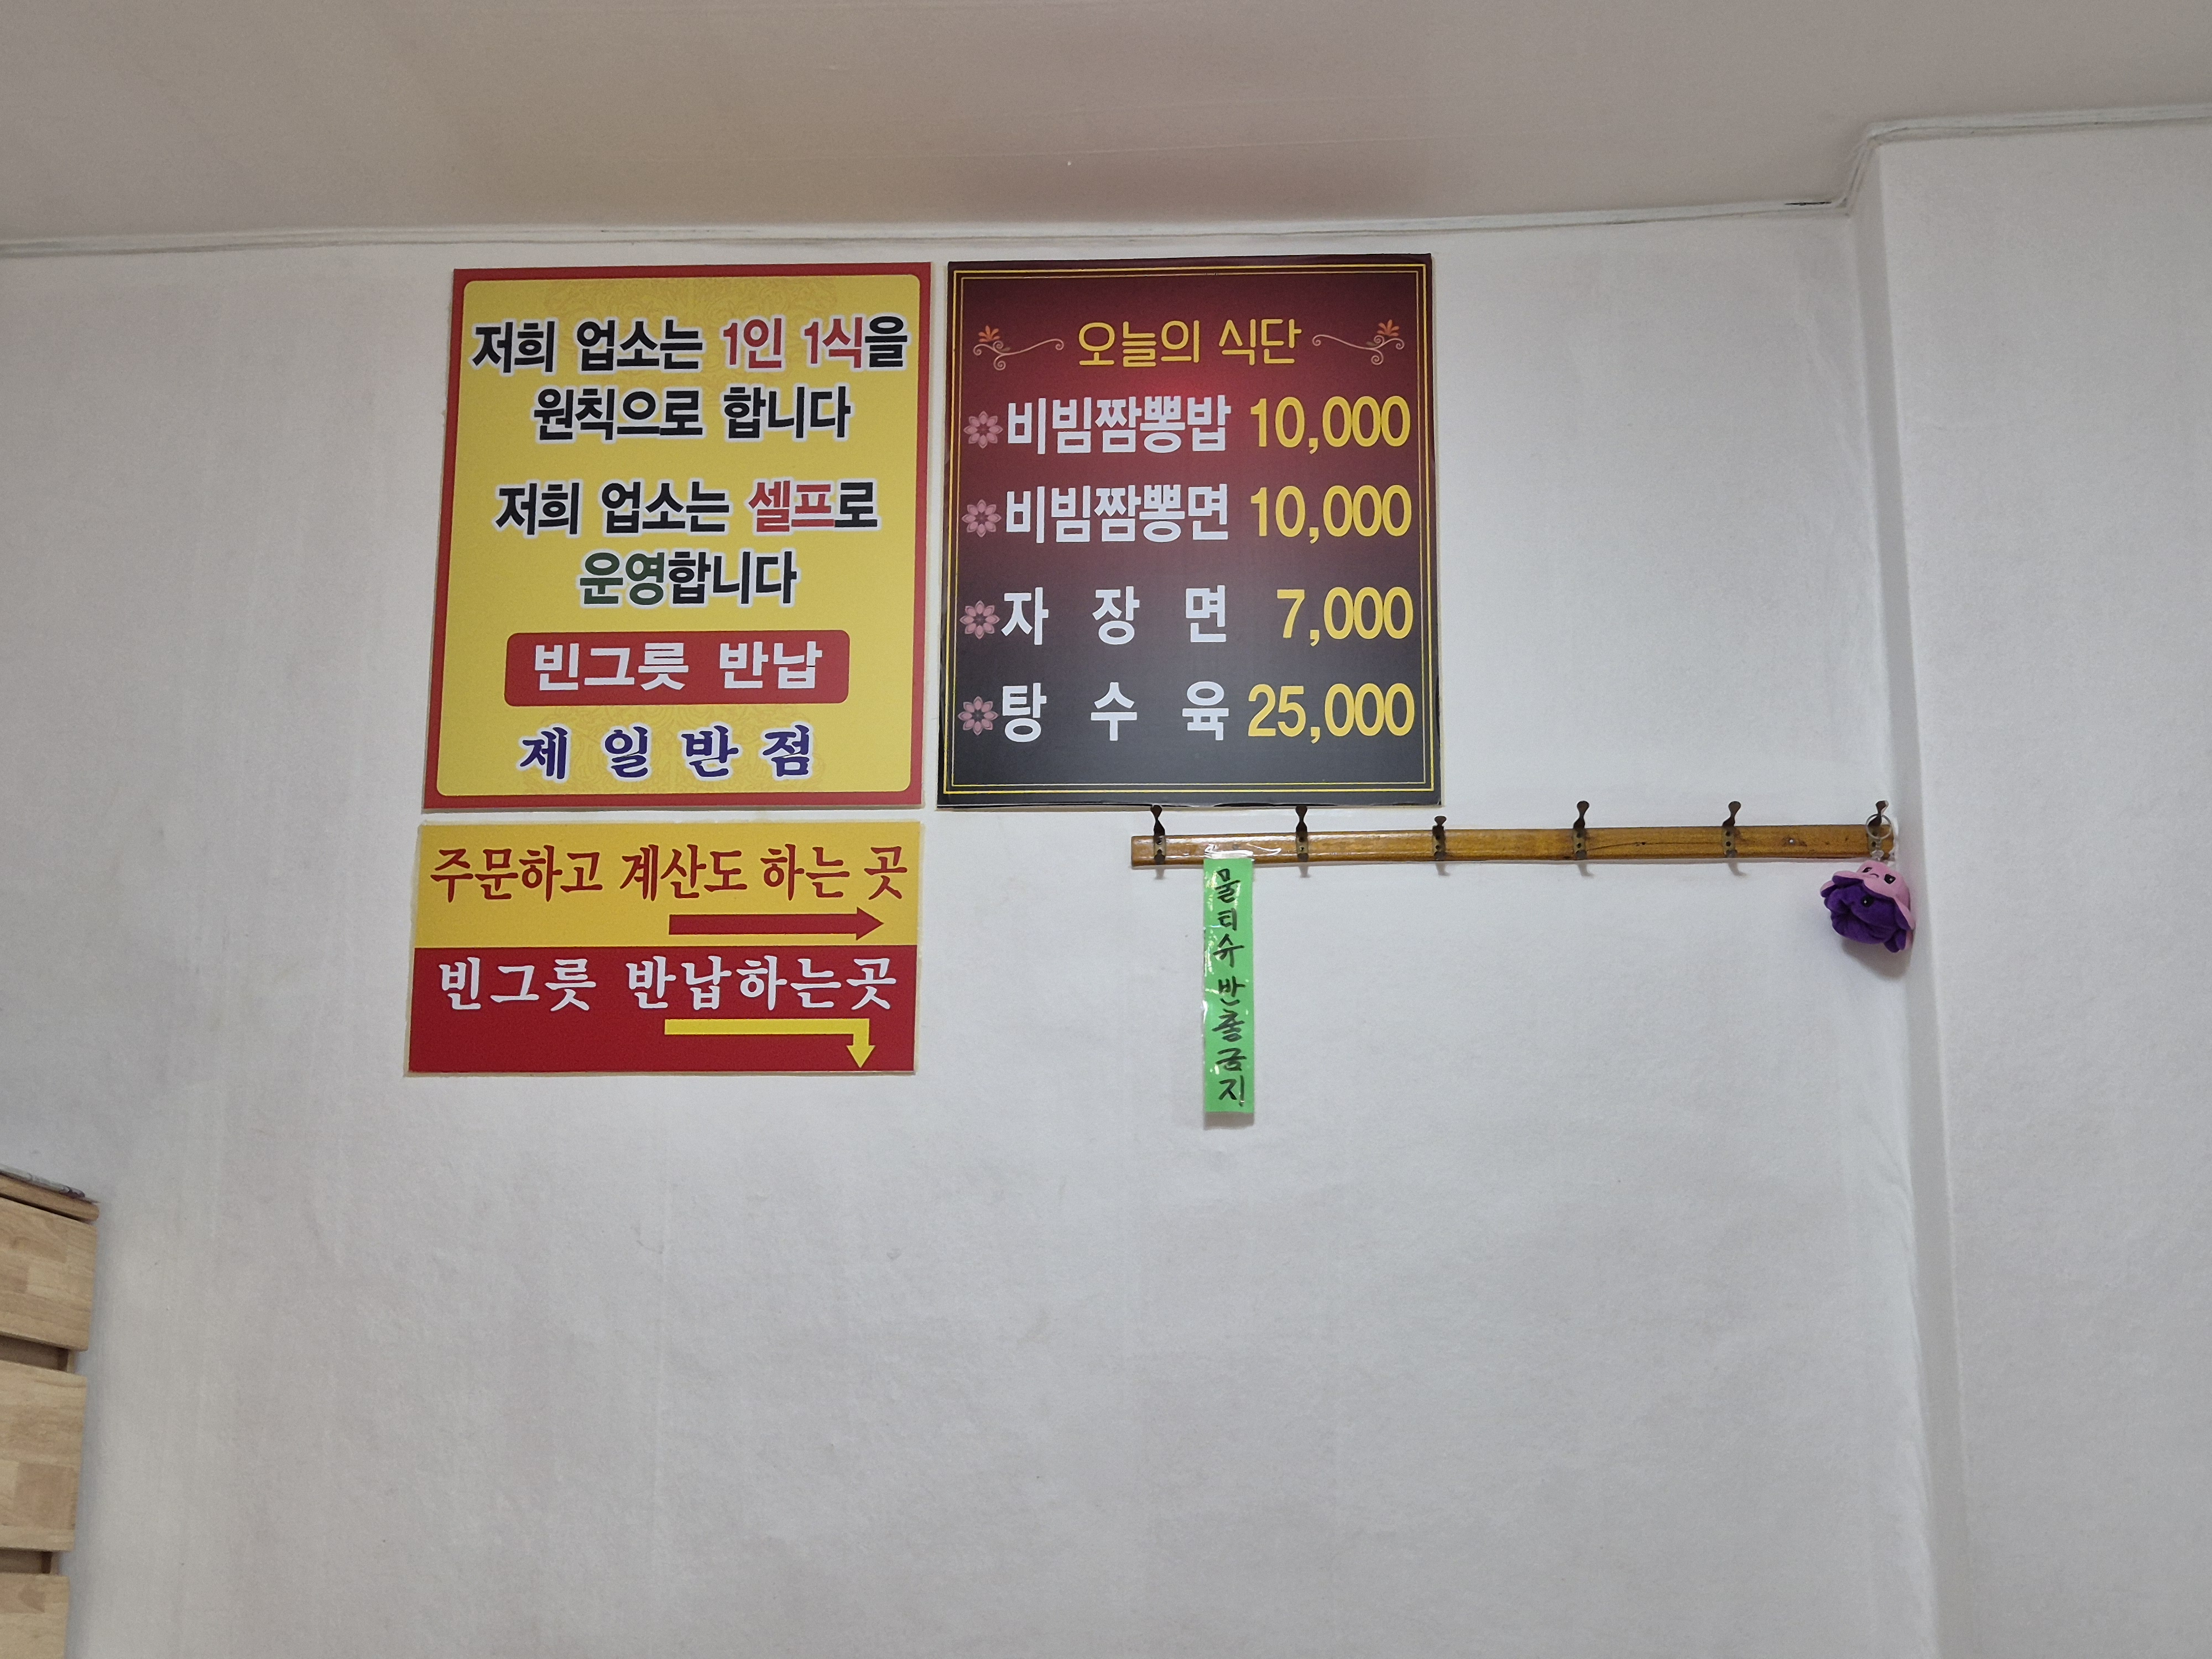 저희 업소는 1인 1식을
원칙으로 합니다
저희 업소는 셀프로
운영합니다
빈그릇 반납
제 일 반 점
오늘의 식단
비빔짬뽕밥 10,000
비빔짬뽕면 10,000
자 장 면 7,000
탕 수 육 25,000
주문하고 계산도 하는 곳
빈그릇 반납하는곳
물티슈반총금지